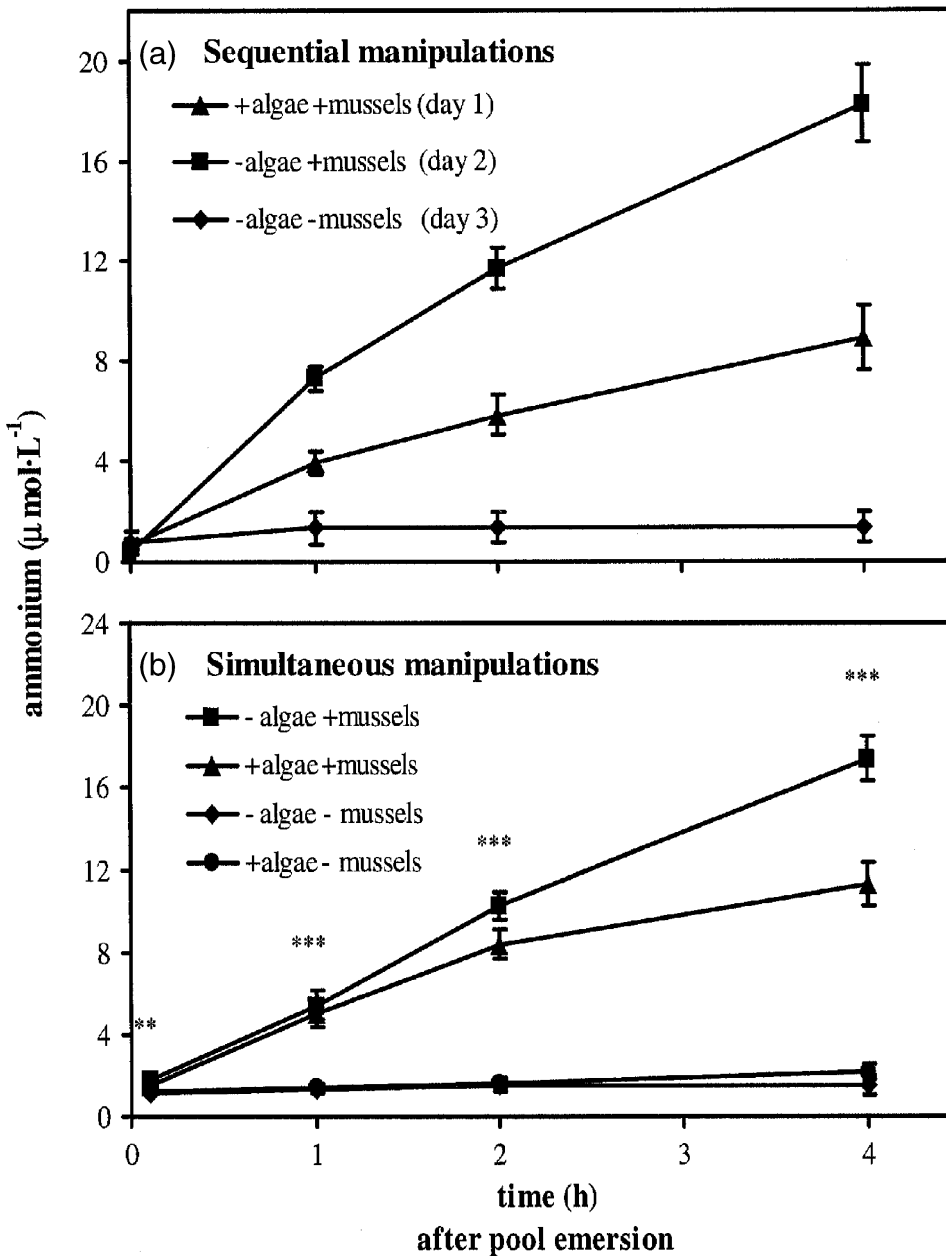 (a) Sequential manipulations
+algae +mussels (day 1)
-algae +mussels (day 2)
-algae -mussels (day 3)
20
16
12
8
4
0
ammonium (μ mol·L⁻¹)
(b) Simultaneous manipulations
- algae +mussels
+algae +mussels
- algae - mussels
+algae - mussels
24
20
16
12
8
4
0
**
***
***
***
0 1 2 3 4
time (h)
after pool emersion